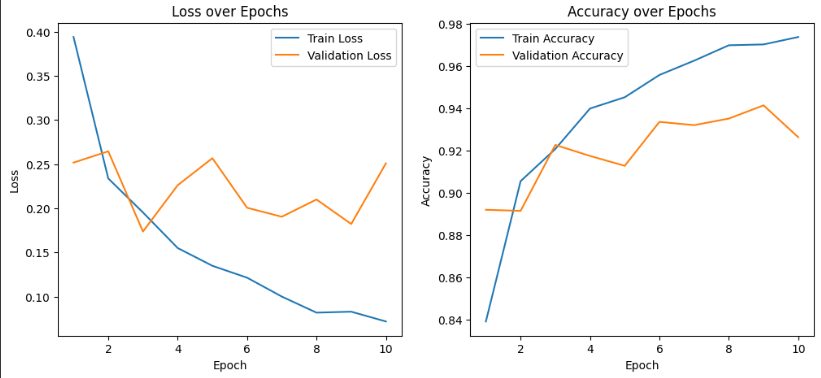 Loss over Epochs
Train Loss
Validation Loss
0.40
0.35
0.30
0.25
0.20
0.15
0.10
Loss
2
4
6
8
10
Epoch
Accuracy over Epochs
Train Accuracy
Validation Accuracy
0.98
0.96
0.94
0.92
0.90
0.88
0.86
0.84
Accuracy
2
4
6
8
10
Epoch